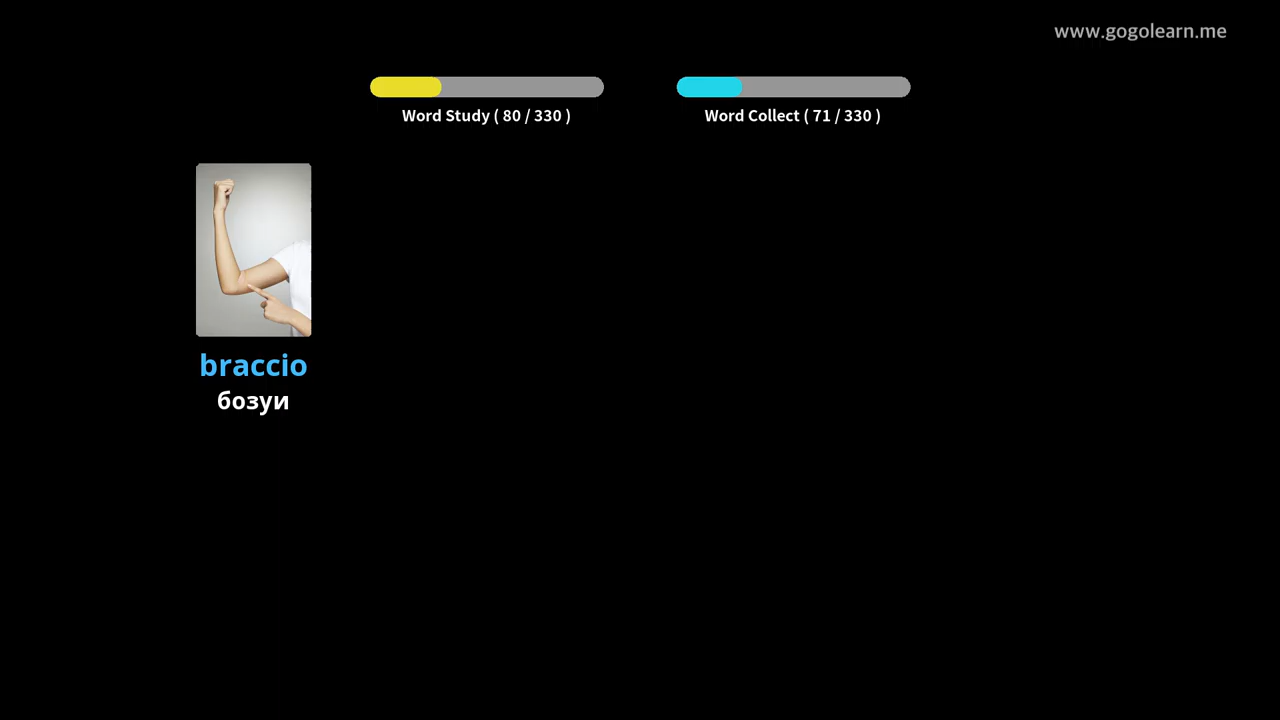 www.gogolearn.me
Word Study ( 80 / 330 )
Word Collect ( 71 / 330 )
braccio
бозуи